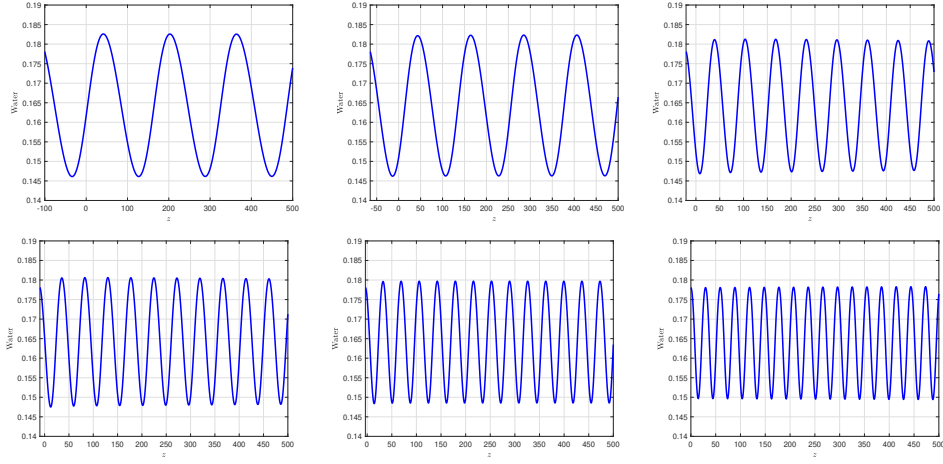 0.19 0.185 0.18 0.175 0.17 0.165 0.16 0.155 0.15 0.145 0.14
Water
-100 0 100 200 300 400 500
z
0.19 0.185 0.18 0.175 0.17 0.165 0.16 0.155 0.15 0.145 0.14
Water
-50 0 50 100 150 200 250 300 350 400 450 500
z
0.19 0.185 0.18 0.175 0.17 0.165 0.16 0.155 0.15 0.145 0.14
Water
0 50 100 150 200 250 300 350 400 450 500
z
0.19 0.185 0.18 0.175 0.17 0.165 0.16 0.155 0.15 0.145 0.14
Water
0 50 100 150 200 250 300 350 400 450 500
z
0.19 0.185 0.18 0.175 0.17 0.165 0.16 0.155 0.15 0.145 0.14
Water
0 50 100 150 200 250 300 350 400 450 500
z
0.19 0.185 0.18 0.175 0.17 0.165 0.16 0.155 0.15 0.145 0.14
Water
0 50 100 150 200 250 300 350 400 450 500
z